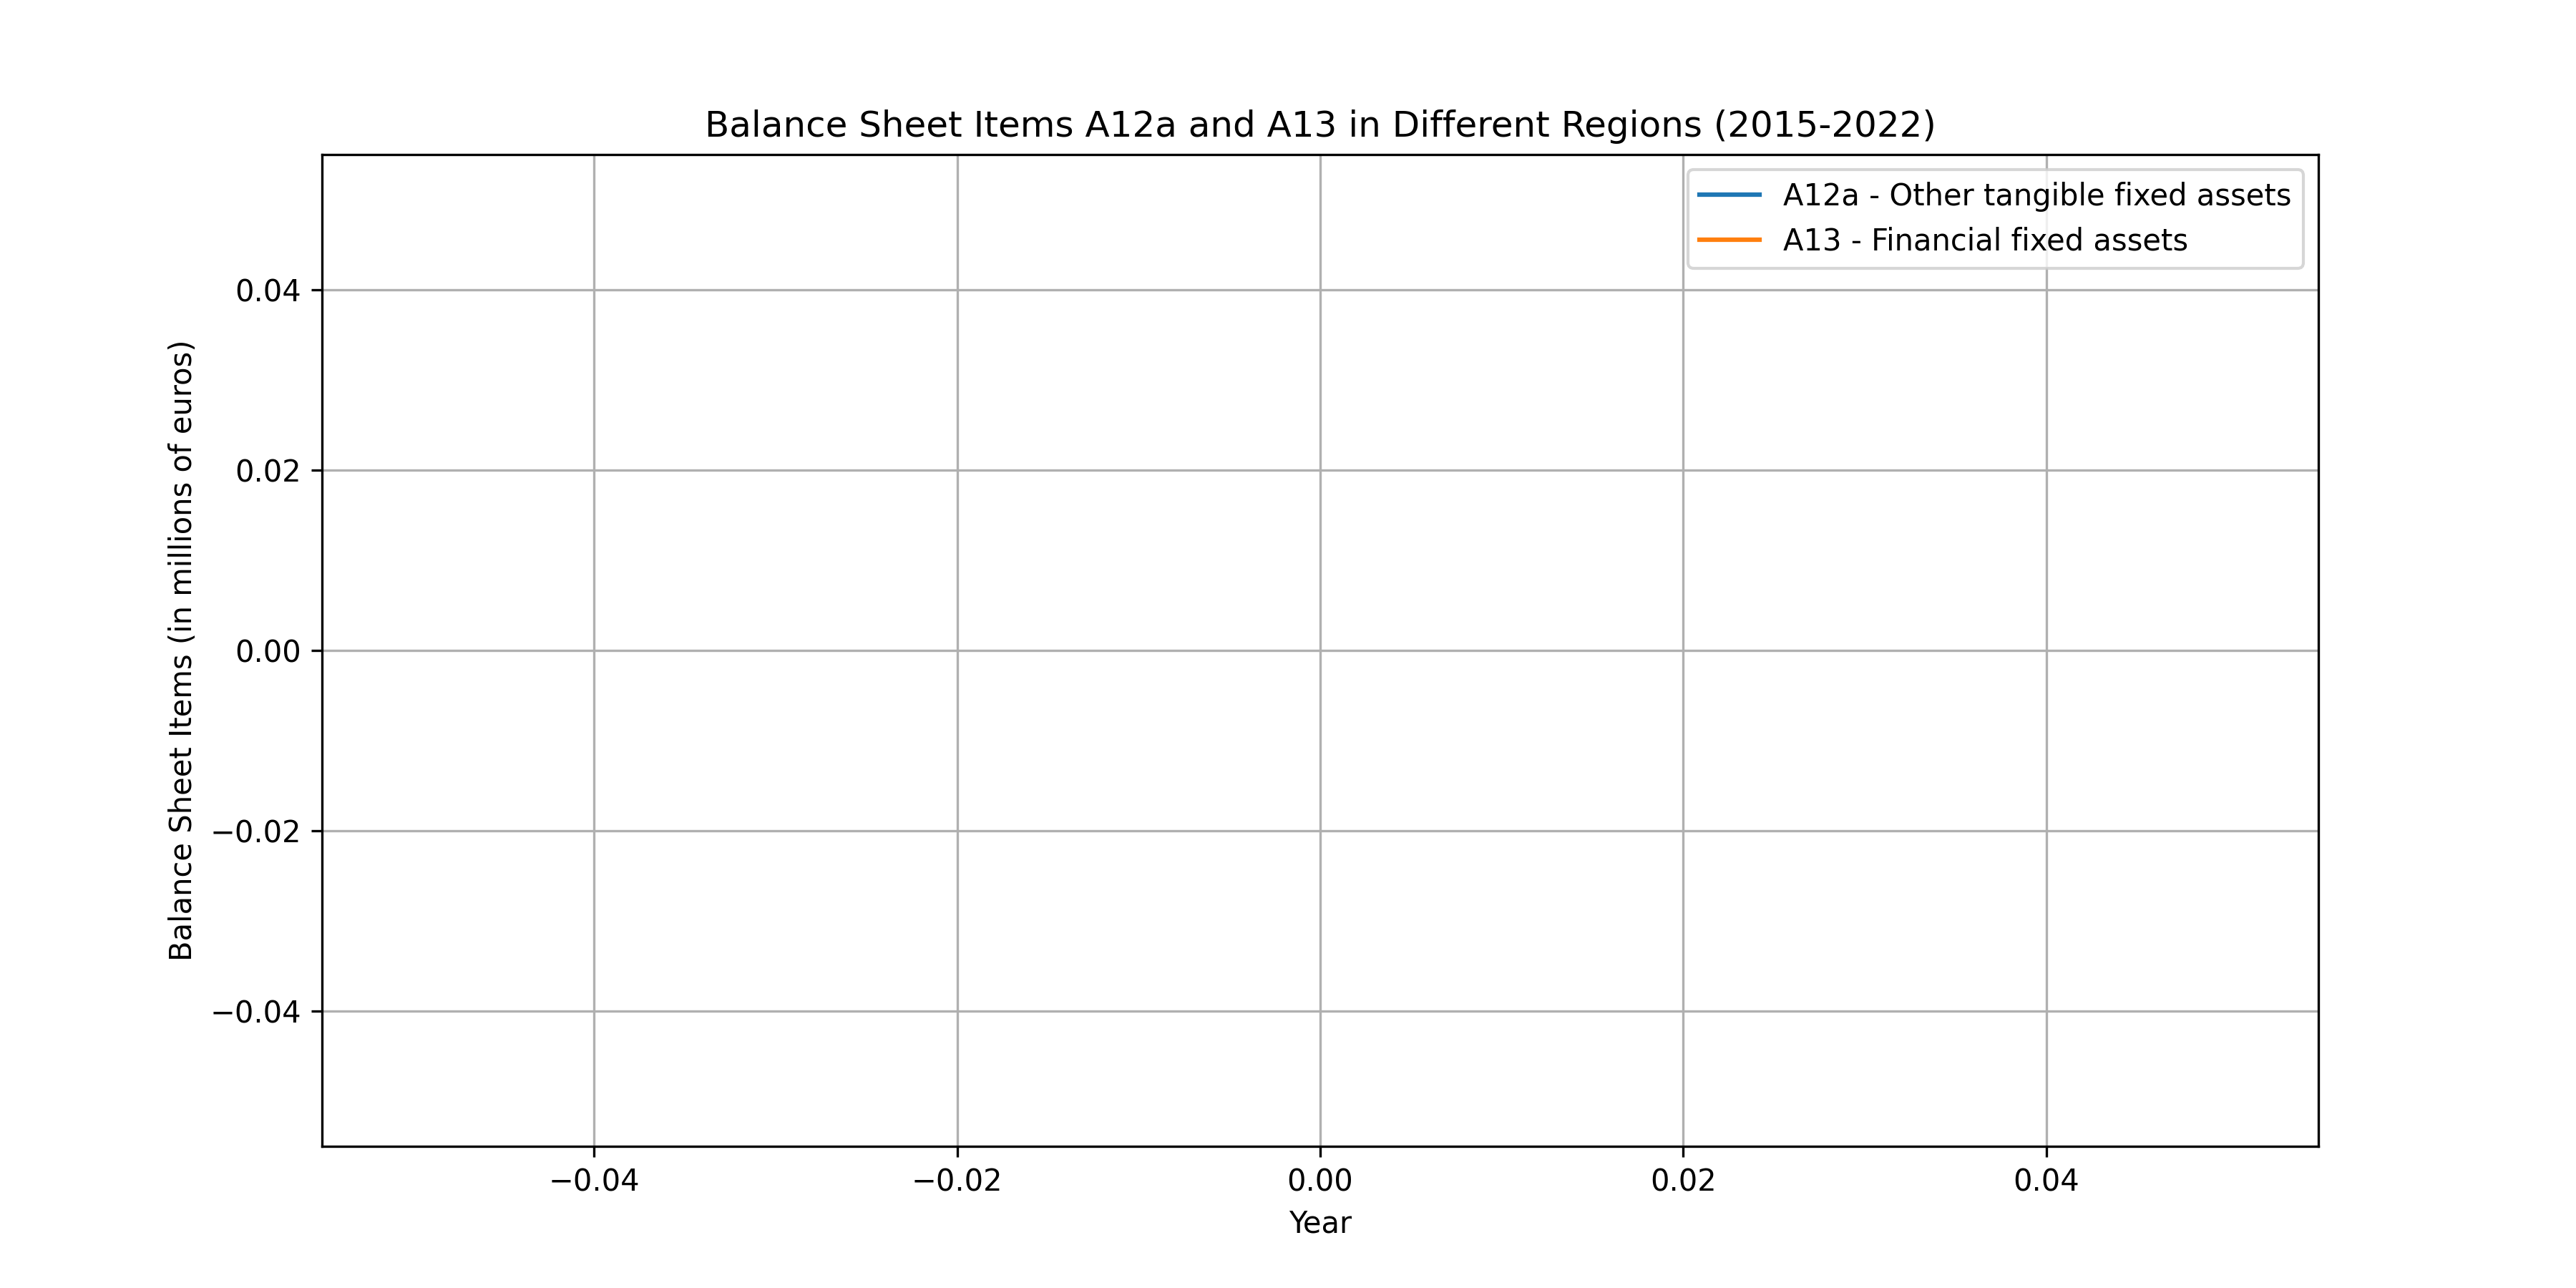 Balance Sheet Items A12a and A13 in Different Regions (2015-2022)
A12a - Other tangible fixed assets
A13 - Financial fixed assets
Balance Sheet Items (in millions of euros)
0.04
0.02
0.00
−0.02
−0.04
−0.04 −0.02 0.00 0.02 0.04
Year